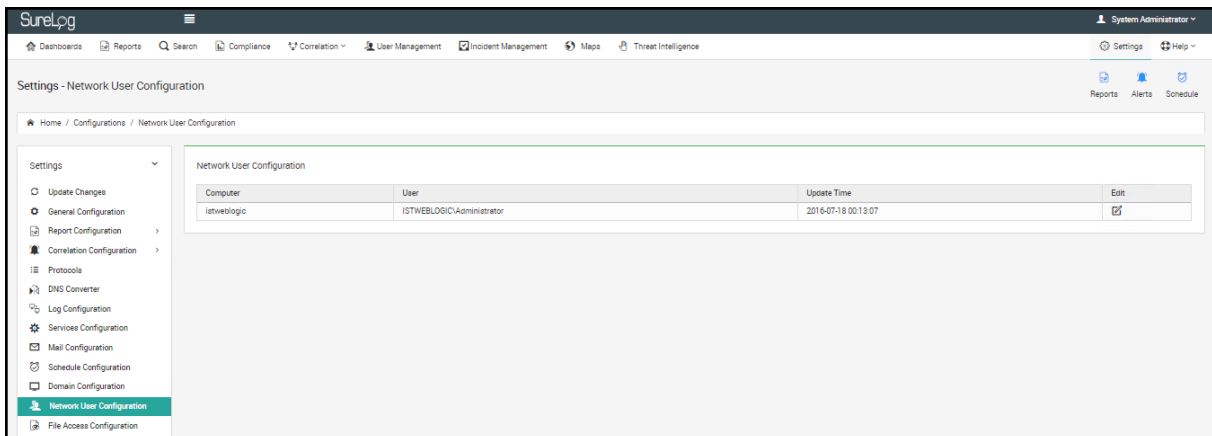 SureLog
System Administrator
Dashboards Reports Search Compliance Correlation User Management Incident Management Maps Threat Intelligence Settings Help
Settings - Network User Configuration
Reports Alerts Schedule
Home / Configurations / Network User Configuration
Settings
Update Changes
General Configuration
Report Configuration
Correlation Configuration
Protocols
DNS Converter
Log Configuration
Services Configuration
Mail Configuration
Schedule Configuration
Domain Configuration
Network User Configuration
File Access Configuration
Network User Configuration
Computer User Update Time Edit
istweblogic ISTWEBLOGIC\Administrator 2016-07-18 00:13:07